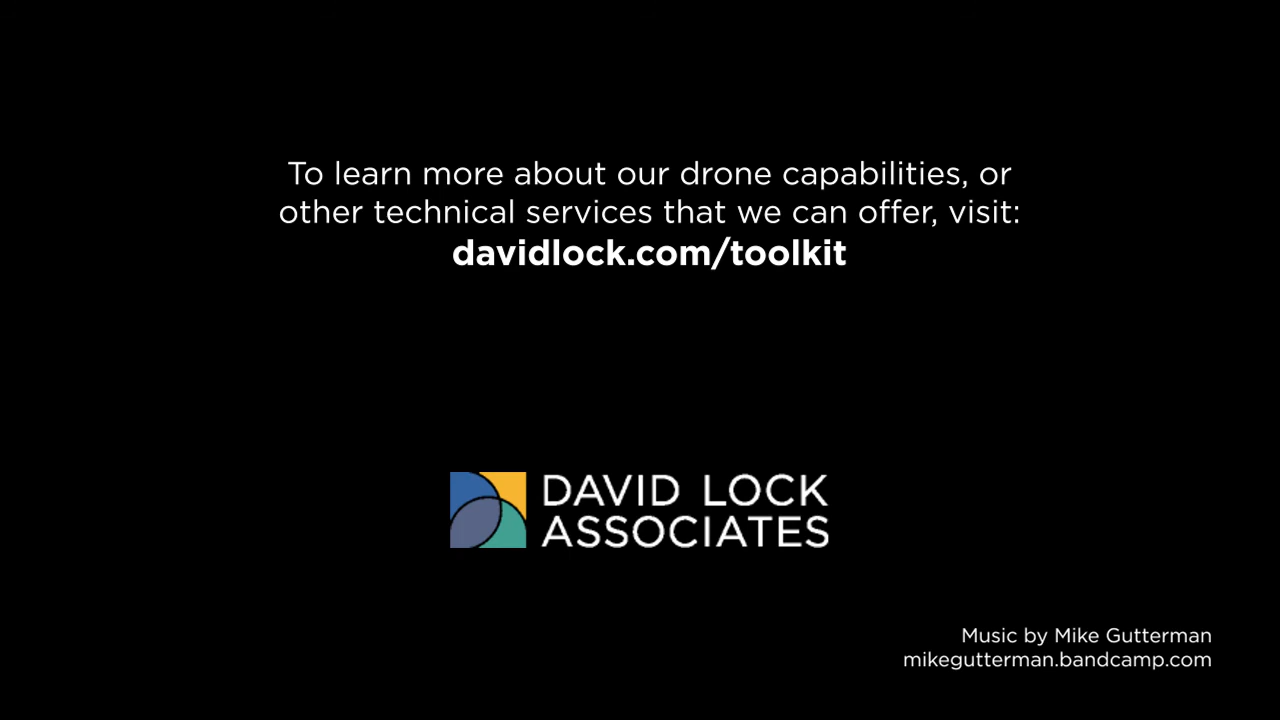 To learn more about our drone capabilities, or
other technical services that we can offer, visit:
davidlock.com/toolkit
DAVID LOCK
ASSOCIATES
Music by Mike Gutterman
mikegutterman.bandcamp.com